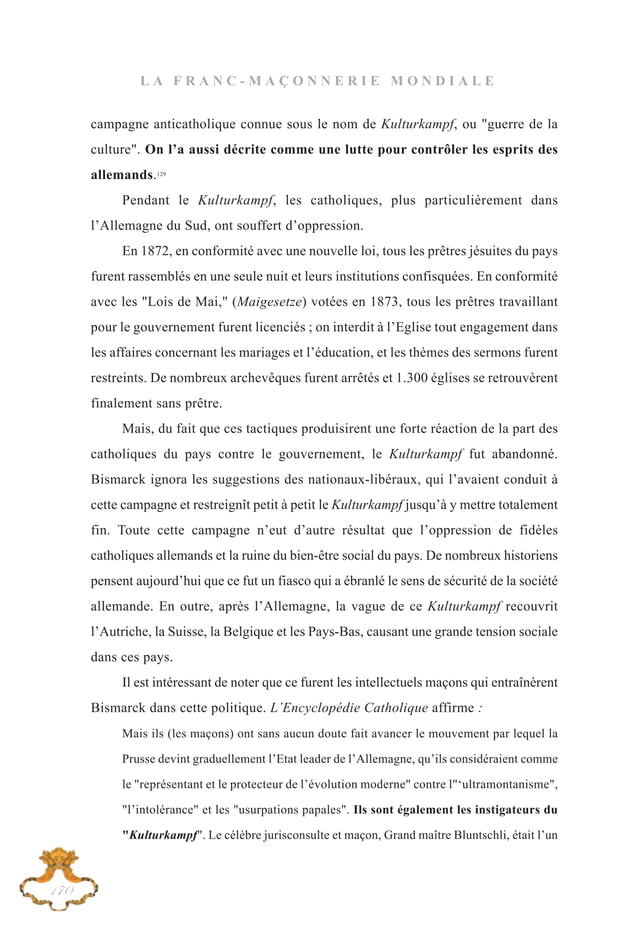 LA FRANC-MAÇONNERIE MONDIALE
campagne anticatholique connue sous le nom de Kulturkampf, ou "guerre de la
culture". On l’a aussi décrite comme une lutte pour contrôler les esprits des
allemands.129
Pendant le Kulturkampf, les catholiques, plus particulièrement dans
l’Allemagne du Sud, ont souffert d’oppression.
En 1872, en conformité avec une nouvelle loi, tous les prêtres jésuites du pays
furent rassemblés en une seule nuit et leurs institutions confisquées. En conformité
avec les "Lois de Mai," (Maigesetze) votées en 1873, tous les prêtres travaillant
pour le gouvernement furent licenciés ; on interdit à l’Eglise tout engagement dans
les affaires concernant les mariages et l’éducation, et les thèmes des sermons furent
restreints. De nombreux archevêques furent arrêtés et 1.300 églises se retrouvèrent
finalement sans prêtre.
Mais, du fait que ces tactiques produisirent une forte réaction de la part des
catholiques du pays contre le gouvernement, le Kulturkampf fut abandonné.
Bismarck ignora les suggestions des nationaux-libéraux, qui l’avaient conduit à
cette campagne et restreignît petit à petit le Kulturkampf jusqu’à y mettre totalement
fin. Toute cette campagne n’eut d’autre résultat que l’oppression de fidèles
catholiques allemands et la ruine du bien-être social du pays. De nombreux historiens
pensent aujourd’hui que ce fut un fiasco qui a ébranlé le sens de sécurité de la société
allemande. En outre, après l’Allemagne, la vague de ce Kulturkampf recouvrit
l’Autriche, la Suisse, la Belgique et les Pays-Bas, causant une grande tension sociale
dans ces pays.
Il est intéressant de noter que ce furent les intellectuels maçons qui entraînèrent
Bismarck dans cette politique. L’Encyclopédie Catholique affirme :
Mais ils (les maçons) ont sans aucun doute fait avancer le mouvement par lequel la
Prusse devint graduellement l’Etat leader de l’Allemagne, qu’ils considéraient comme
le "représentant et le protecteur de l’évolution moderne" contre l"‘ultramontanisme",
"l’intolérance" et les "usurpations papales". Ils sont également les instigateurs du
"Kulturkampf". Le célèbre jurisconsulte et maçon, Grand maître Bluntschli, était l’un
170